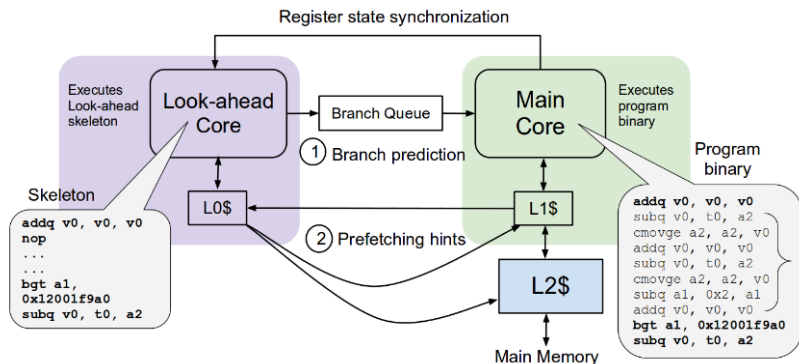 Register state synchronization
Executes
Look-ahead
skeleton
Look-ahead
Core
Branch Queue
Main
Core
Executes
program
binary
1 Branch prediction
Program
binary
Skeleton
L0$
L1$
2 Prefetching hints
addq v0, v0, v0
nop
...
...
bgt a1,
0x12001f9a0
subq v0, t0, a2
addq v0, v0, v0
subq v0, t0, a2
cmovge a2, a2, v0
addq v0, v0, v0
subq v0, t0, a2
cmovge a2, a2, v0
subq a1, 0x2, a1
addq v0, v0, v0
bgt a1, 0x12001f9a0
subq v0, t0, a2
L2$
Main Memory